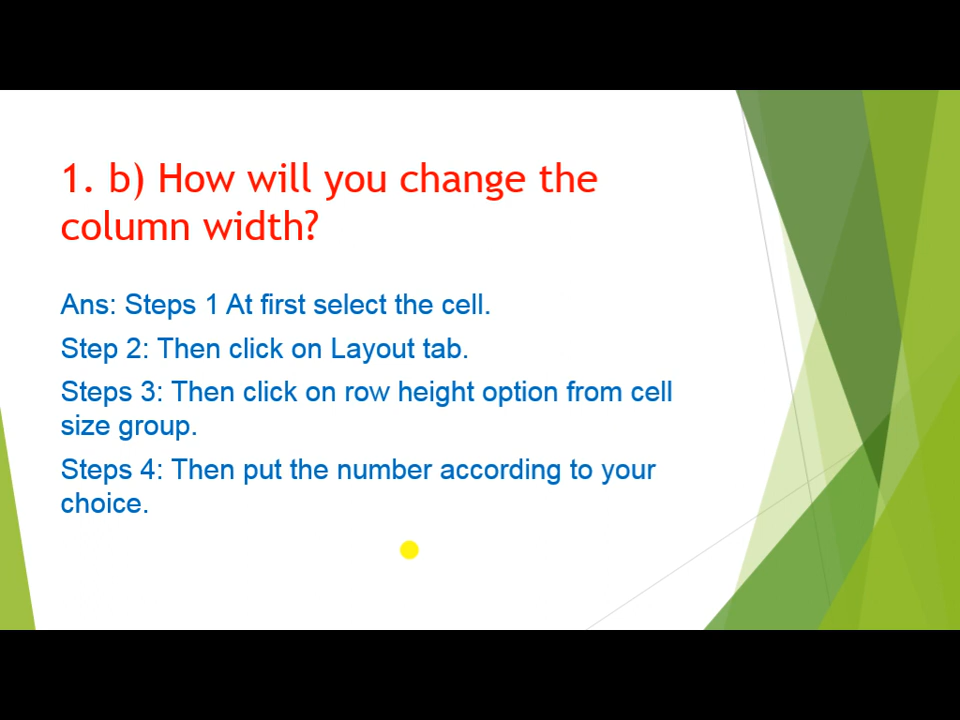 1. b) How will you change the
column width?
Ans: Steps 1 At first select the cell.
Step 2: Then click on Layout tab.
Steps 3: Then click on row height option from cell
size group.
Steps 4: Then put the number according to your
choice.